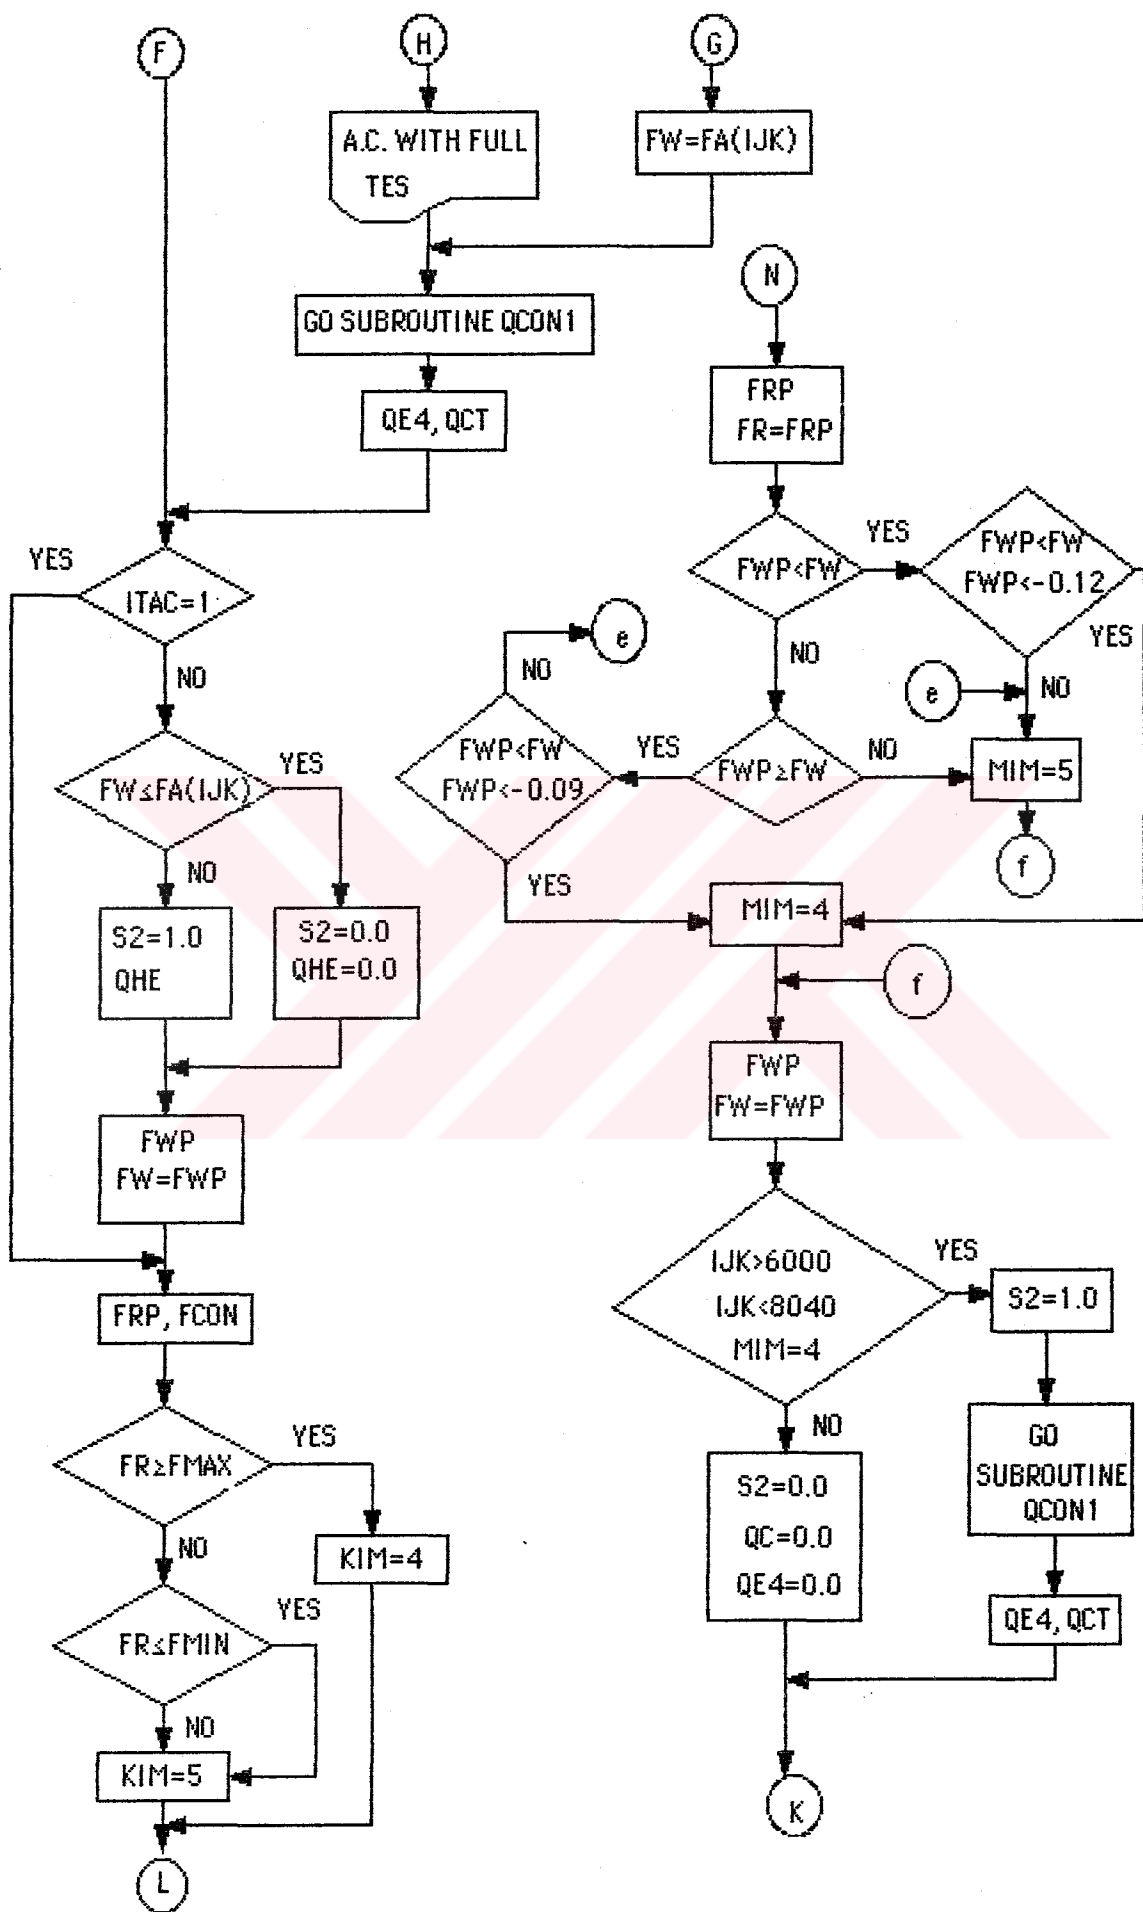 F
H
G
A.C. WITH FULL
TES
FW=FA(IJK)
GO SUBROUTINE QCON1
QE4, QCT
N
FRP
FR=FRP
YES
ITAC=1
NO
FWP<FW
YES
FWP<FW
FWP<-0.12
YES
NO
e
NO
e
NO
FW≤FA(IJK)
YES
NO
FWP<FW
FWP<-0.09
YES
FWP≥FW
NO
MIM=5
f
YES
MIM=4
S2=1.0
QHE
S2=0.0
QHE=0.0
f
FWP
FW=FWP
FWP
FW=FWP
IJK>6000
IJK<8040
MIM=4
YES
S2=1.0
NO
FRP, FCON
FR≥FMAX
YES
NO
KIM=4
FR≤FMIN
YES
NO
KIM=5
L
S2=0.0
QC=0.0
QE4=0.0
GO
SUBROUTINE
QCON1
QE4, QCT
K